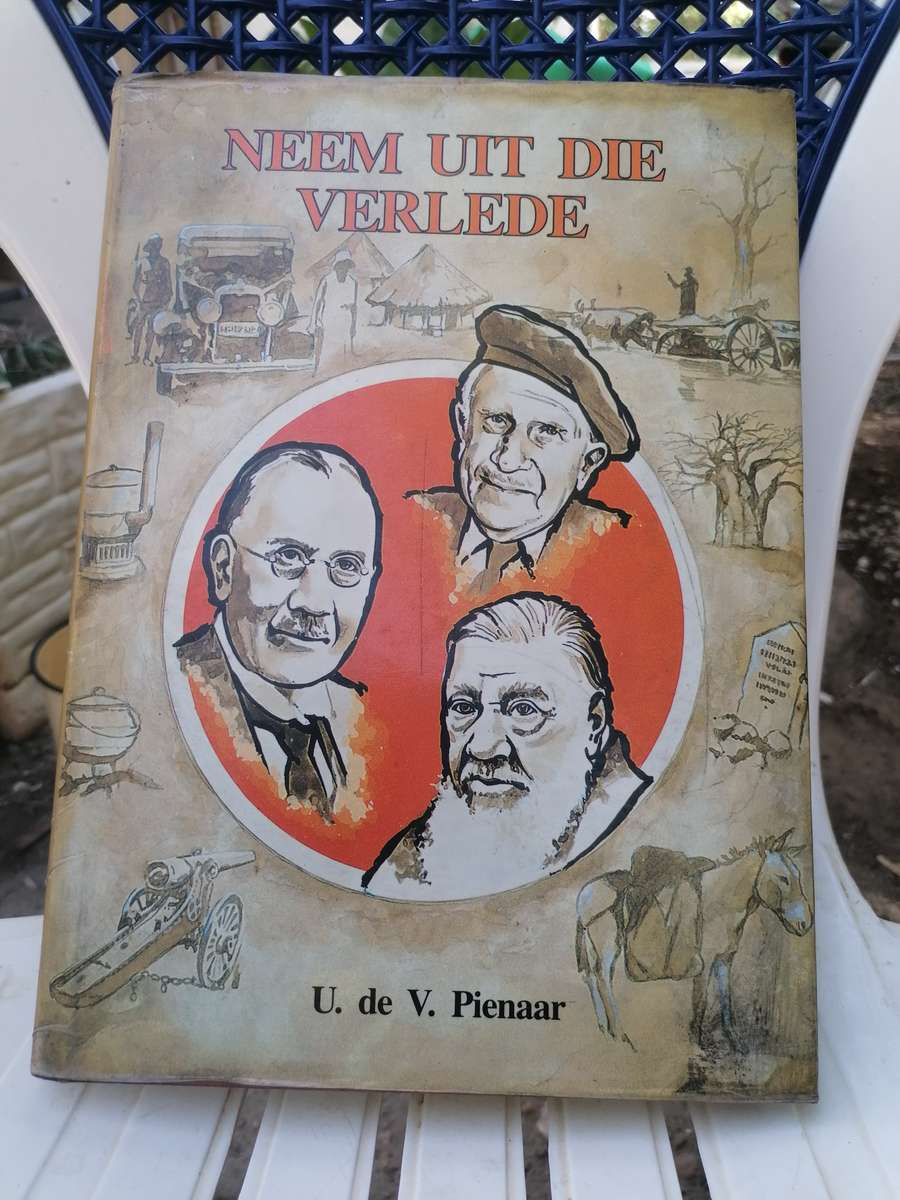 NEEM UIT DIE
VERLEDE
U. de V. Pienaar